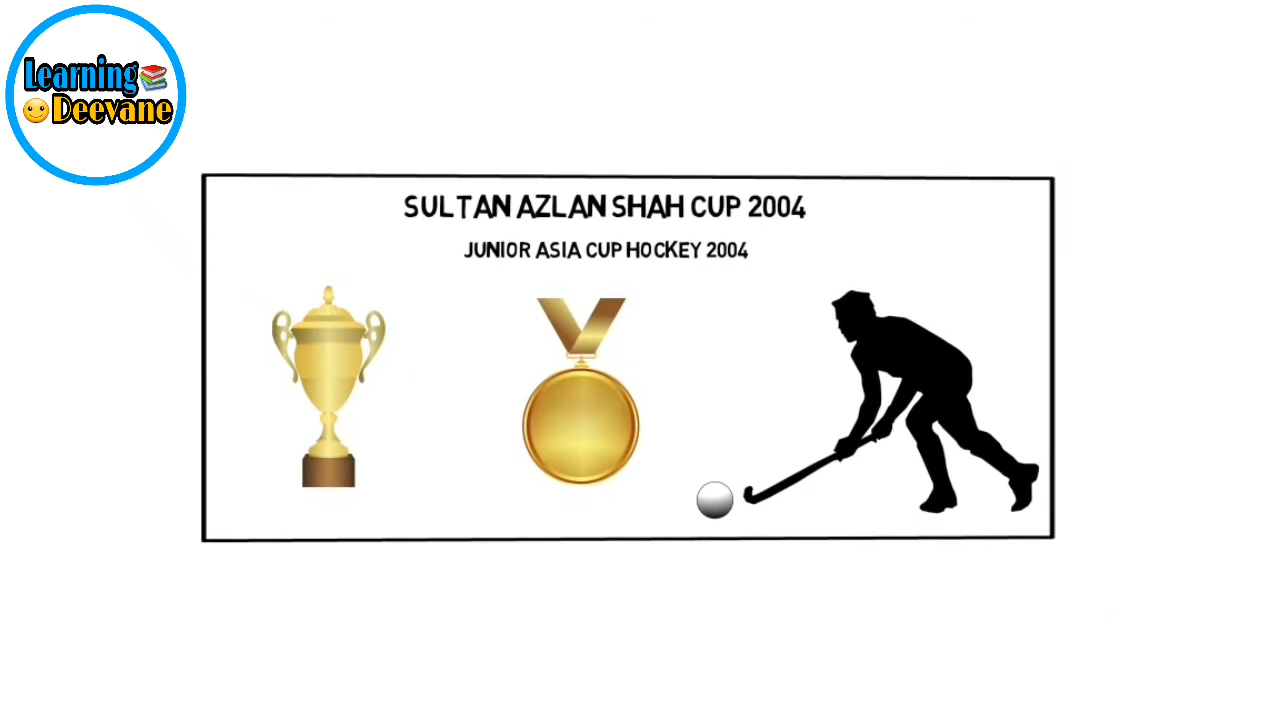 Learning
Deevane
SULTAN AZLAN SHAH CUP 2004
JUNIOR ASIA CUP HOCKEY 2004